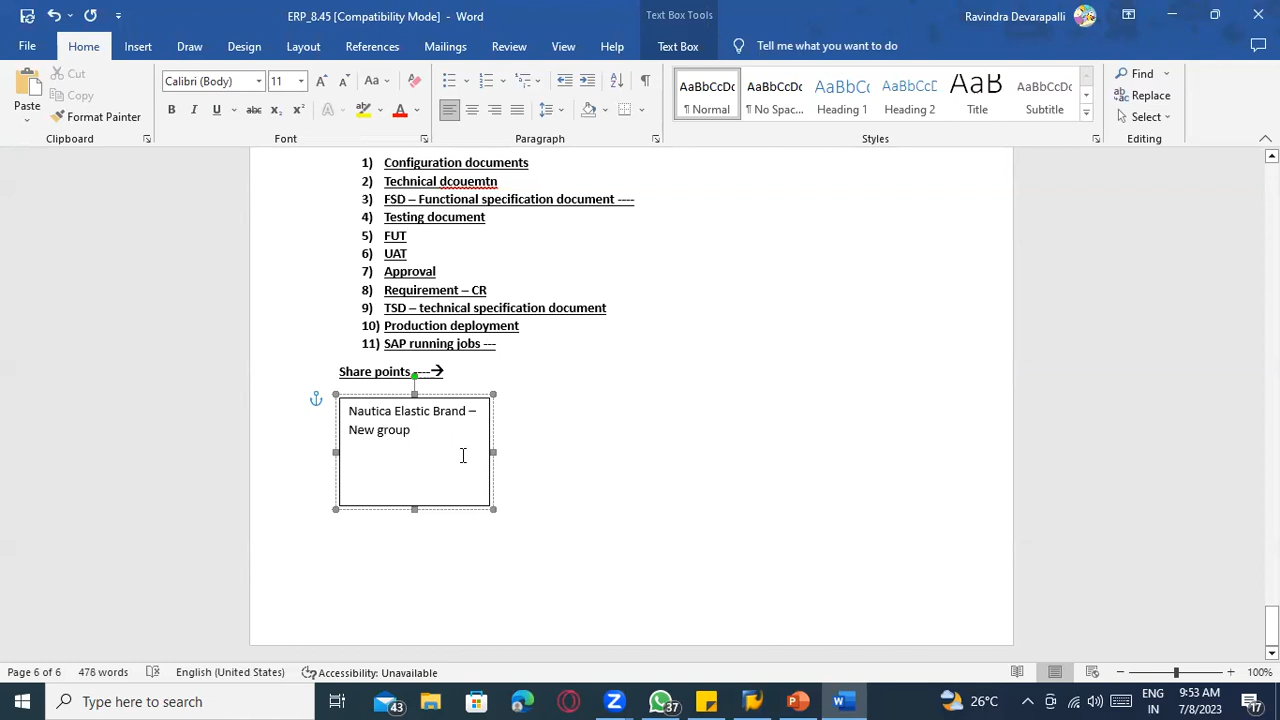 ERP_8.45 [Compatibility Mode] - Word
Text Box Tools
Ravindra Devarapalli
File Home Insert Draw Design Layout References Mailings Review View Help Text Box Tell me what you want to do
Paste
Cut
Copy
Format Painter
Clipboard
Calibri (Body) 11
Font
Paragraph
AaBbCcDc AaBbCcDc AaBbCc AaBbCcD AaB AaBbCcD
¶ Normal ¶ No Spac... Heading 1 Heading 2 Title Subtitle
Styles
Find
Replace
Select
Editing
1) Configuration documents
2) Technical dcouemtn
3) FSD – Functional specification document ----
4) Testing document
5) FUT
6) UAT
7) Approval
8) Requirement – CR
9) TSD – technical specification document
10) Production deployment
11) SAP running jobs ---
Share points ----→
Nautica Elastic Brand –
New group
Page 6 of 6 478 words English (United States) Accessibility: Unavailable 100%
Type here to search
43
37
26°C
ENG
IN
9:53 AM
7/8/2023
17